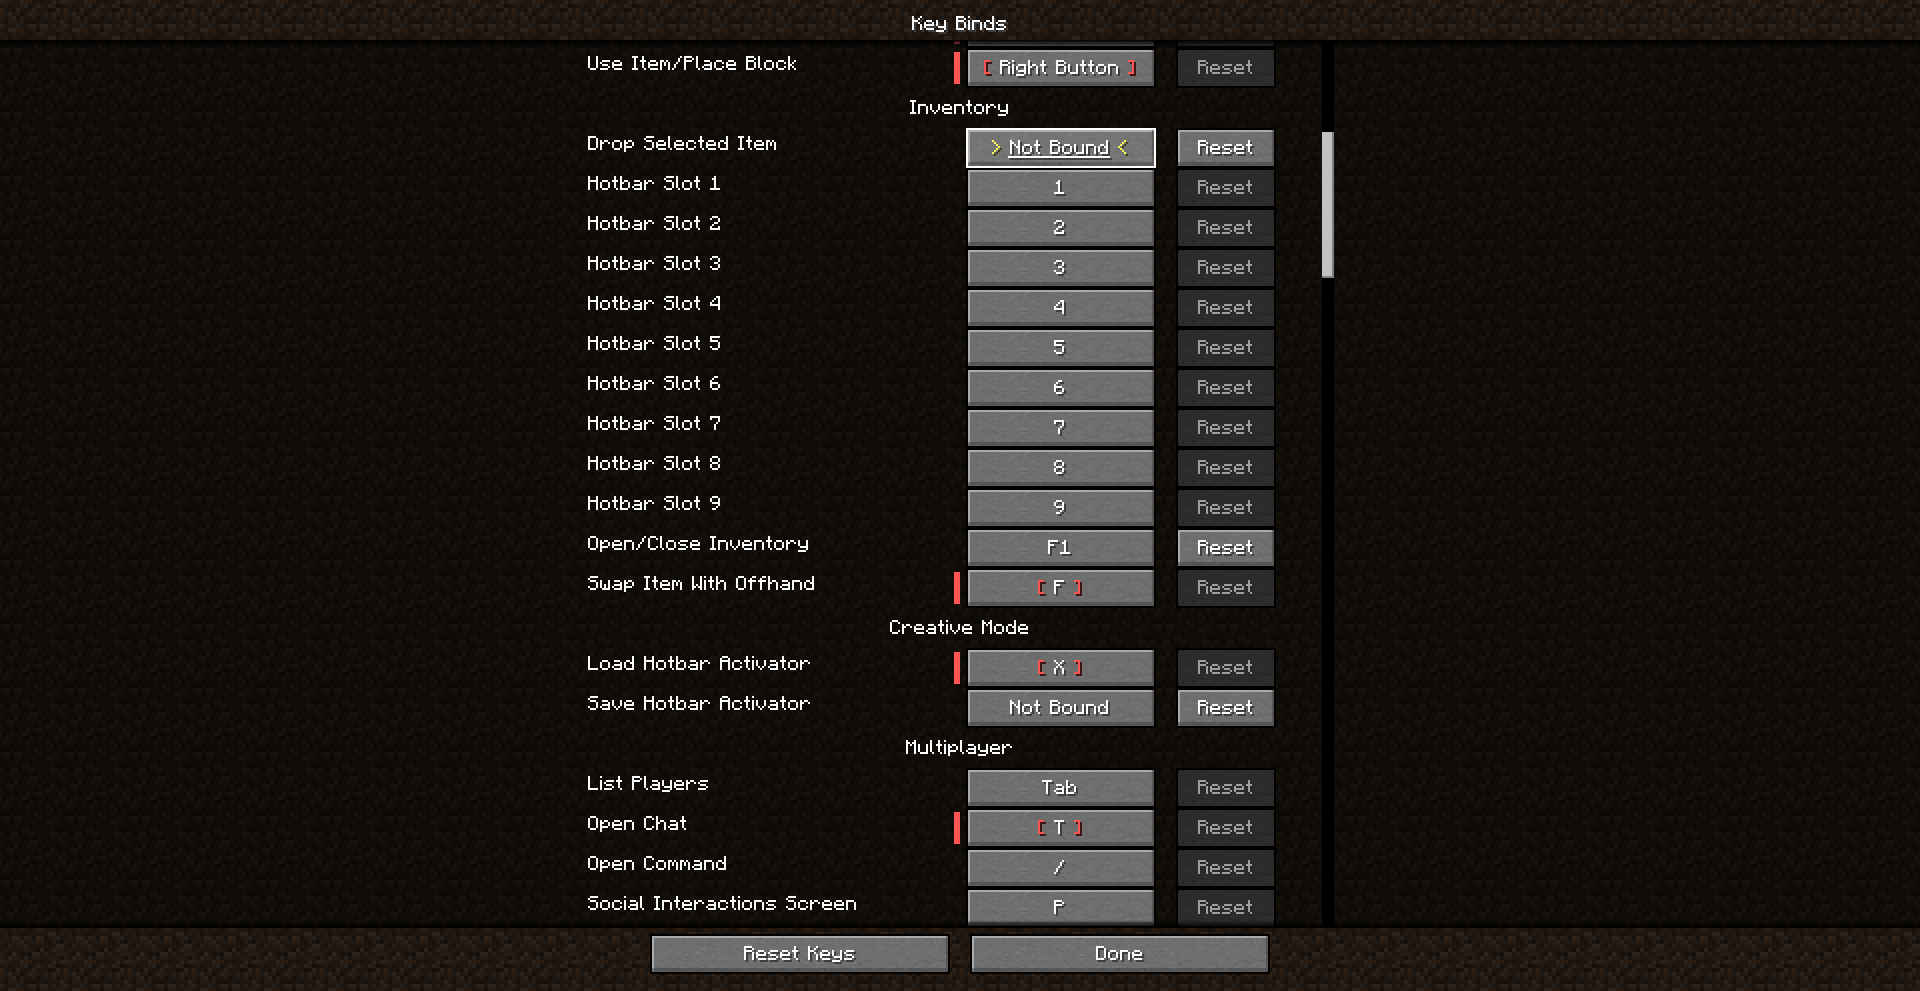 Key Binds
Use Item/Place Block [ Right Button ] Reset
Inventory
Drop Selected Item > Not Bound < Reset
Hotbar Slot 1 1 Reset
Hotbar Slot 2 2 Reset
Hotbar Slot 3 3 Reset
Hotbar Slot 4 4 Reset
Hotbar Slot 5 5 Reset
Hotbar Slot 6 6 Reset
Hotbar Slot 7 7 Reset
Hotbar Slot 8 8 Reset
Hotbar Slot 9 9 Reset
Open/Close Inventory F1 Reset
Swap Item With Offhand [ F ] Reset
Creative Mode
Load Hotbar Activator [ X ] Reset
Save Hotbar Activator Not Bound Reset
Multiplayer
List Players Tab Reset
Open Chat [ T ] Reset
Open Command / Reset
Social Interactions Screen P Reset
Reset Keys Done